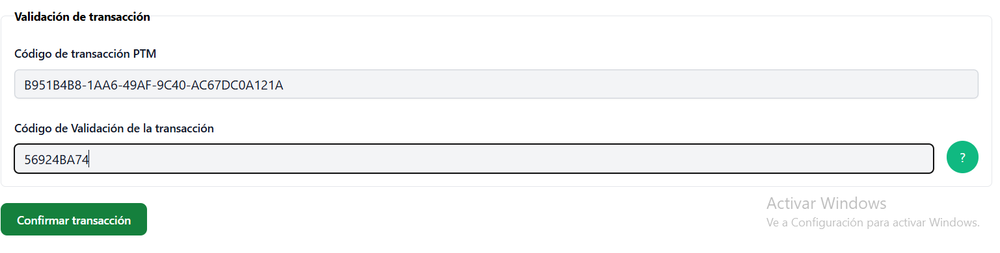 Validación de transacción
Código de transacción PTM
B951B4B8-1AA6-49AF-9C40-AC67DC0A121A
Código de Validación de la transacción
56924BA74
?
Confirmar transacción
Activar Windows
Ve a Configuración para activar Windows.